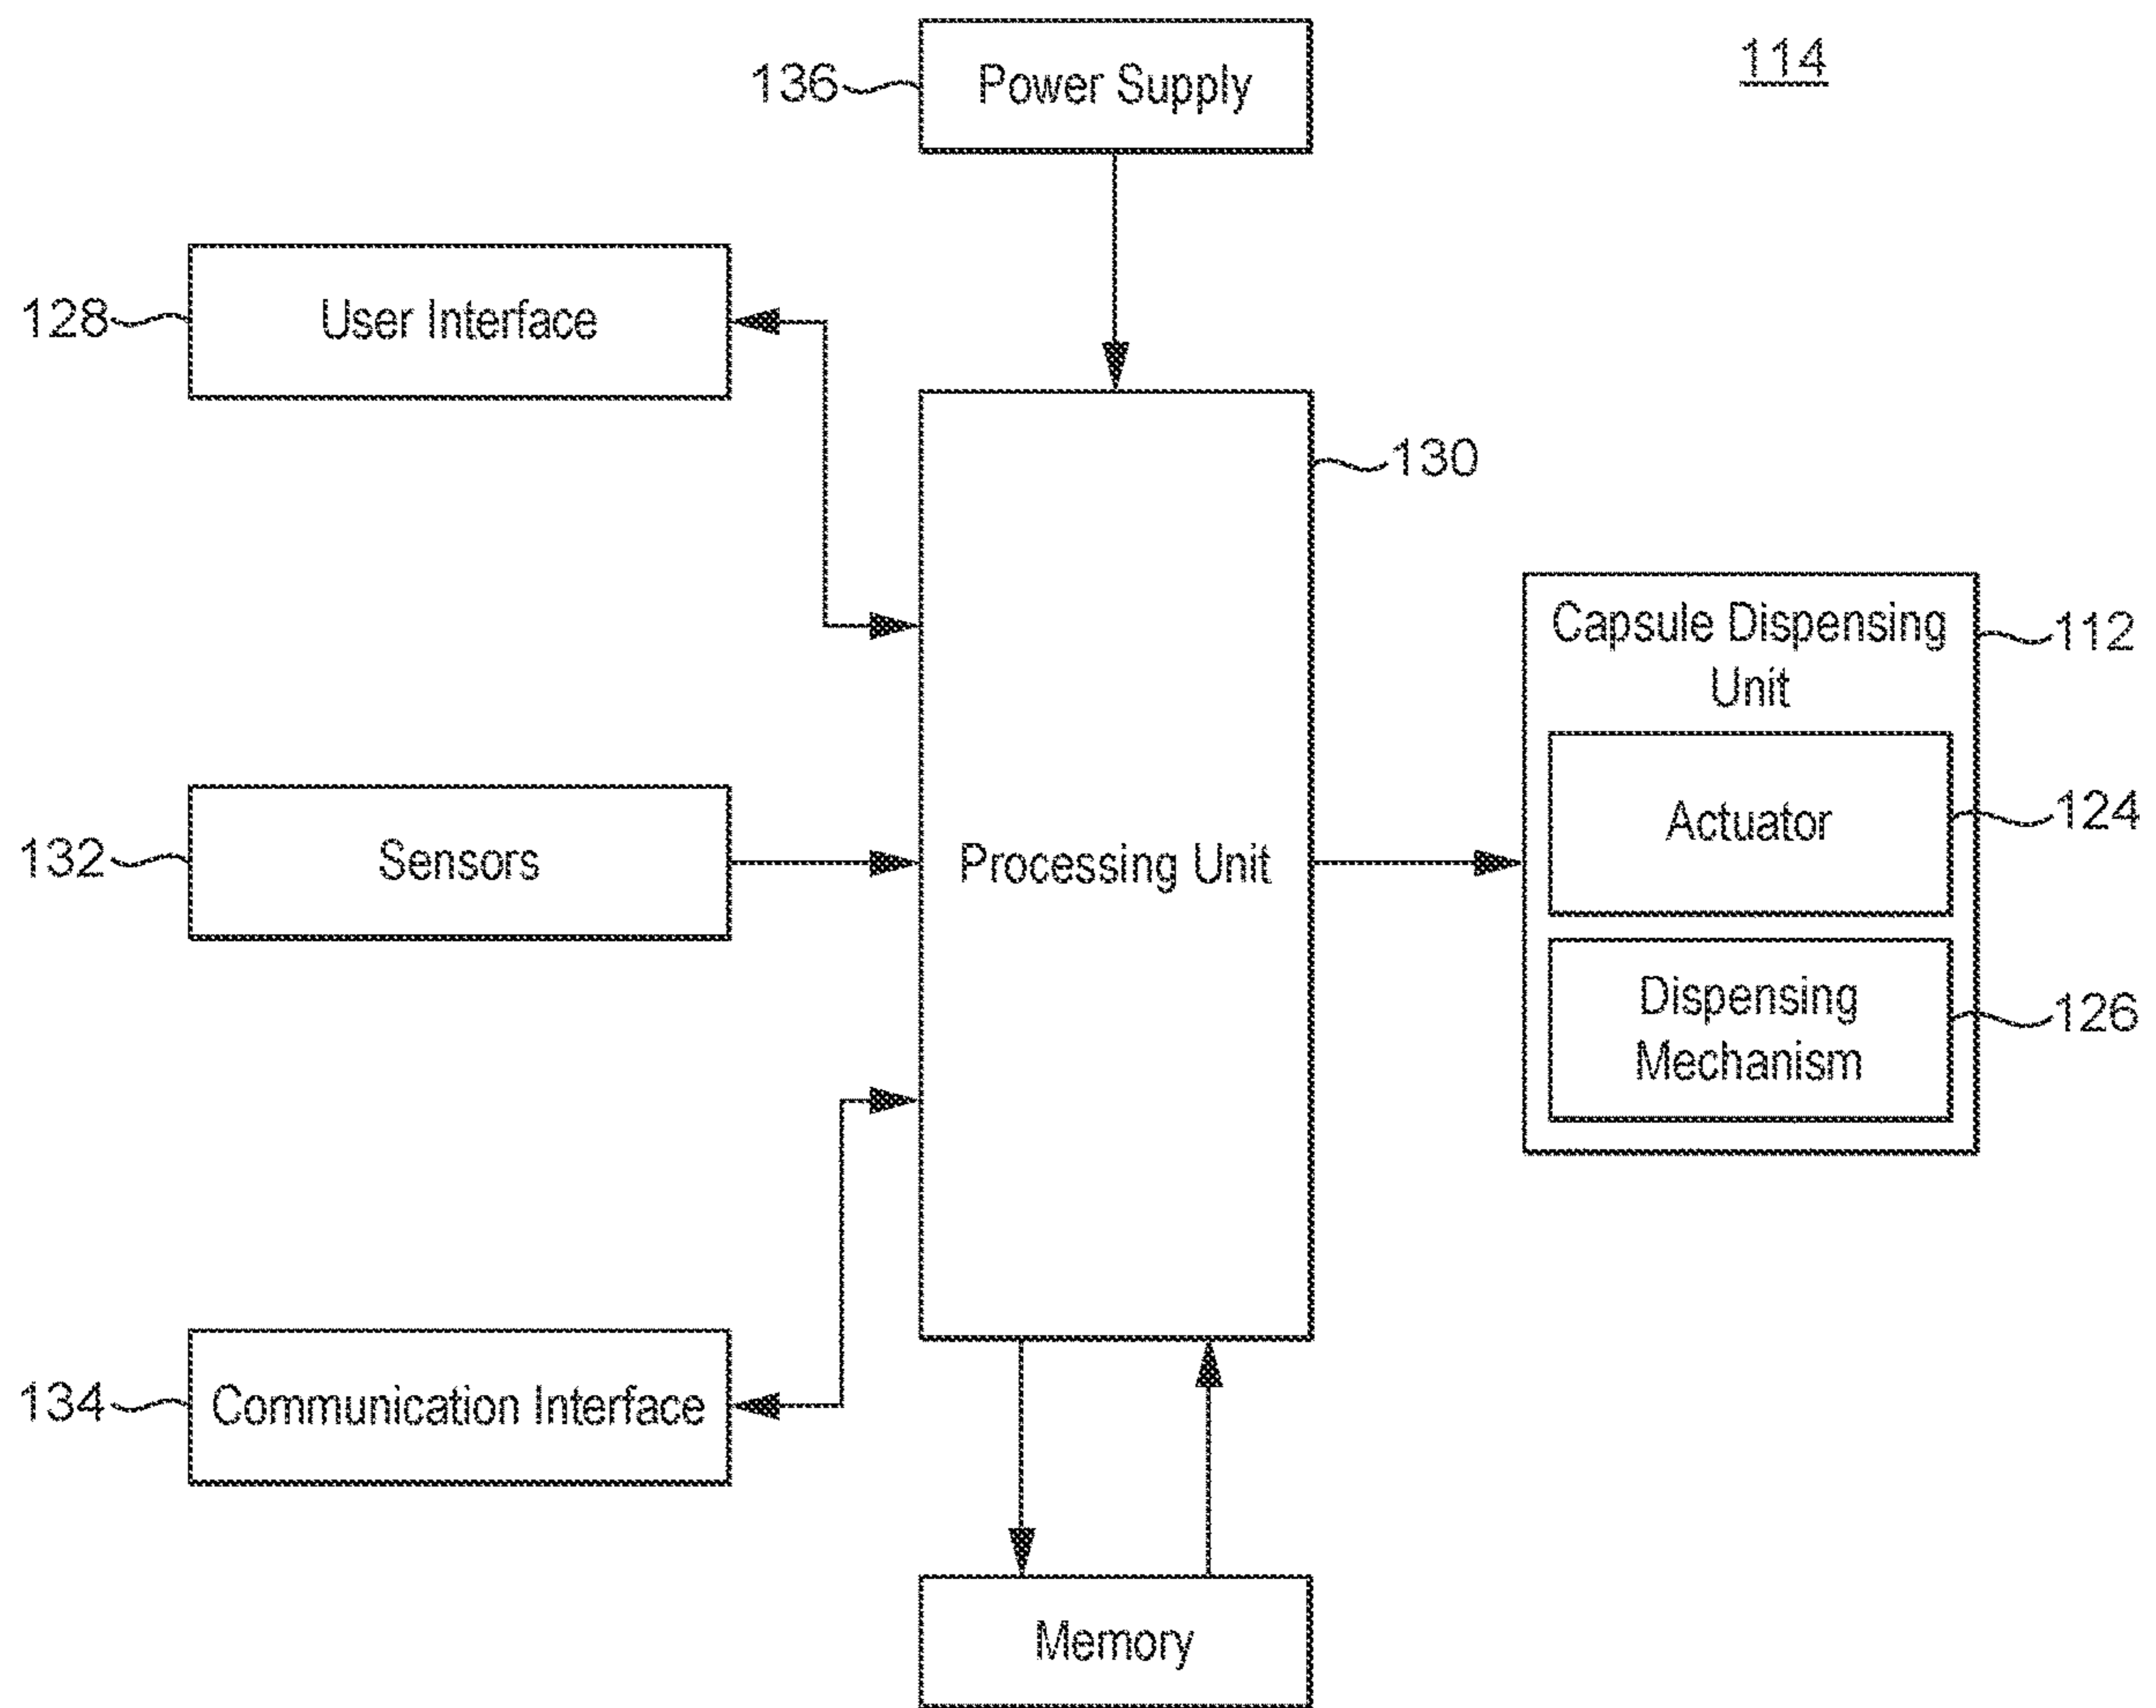 114
136
Power Supply
128
User Interface
130
Capsule Dispensing
Unit
112
Actuator
124
132
Sensors
Processing Unit
Dispensing
Mechanism
126
134
Communication Interface
Memory